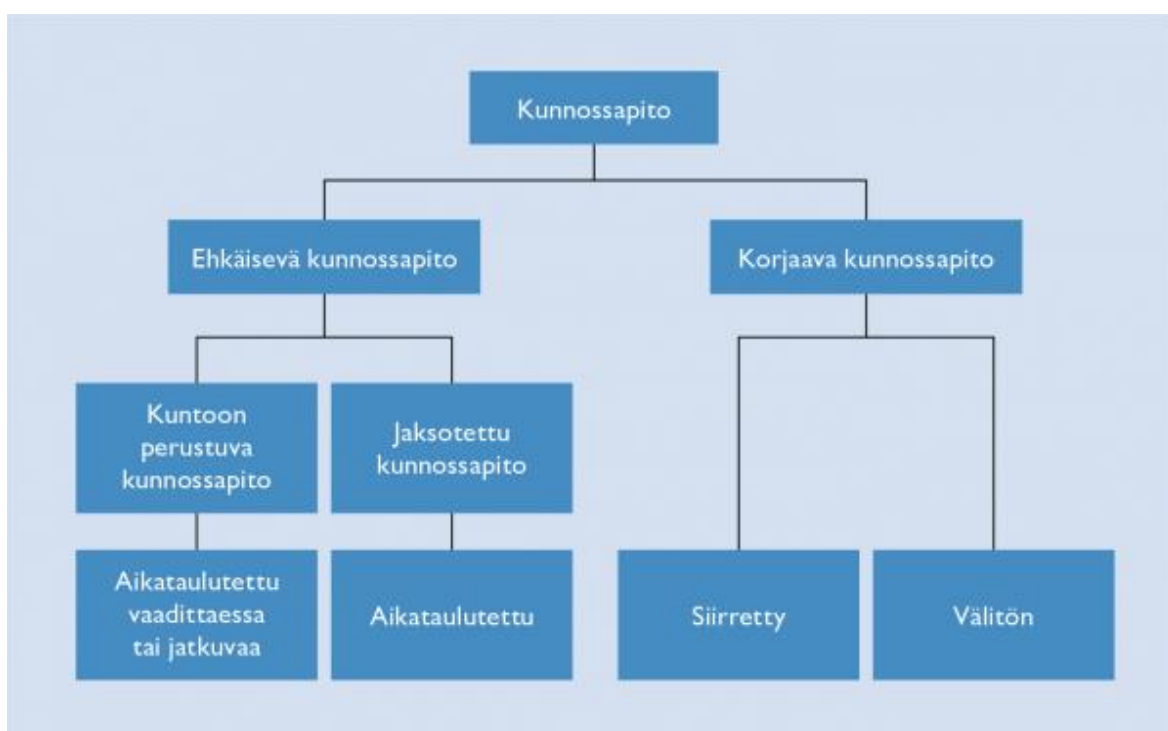 Kunnossapito
Ehkäisevä kunnossapito
Korjaava kunnossapito
Kuntoon
perustuva
kunnossapito
Jaksotettu
kunnossapito
Aikataulutettu
vaadittaessa
tai jatkuvaa
Aikataulutettu
Siirretty
Välitön